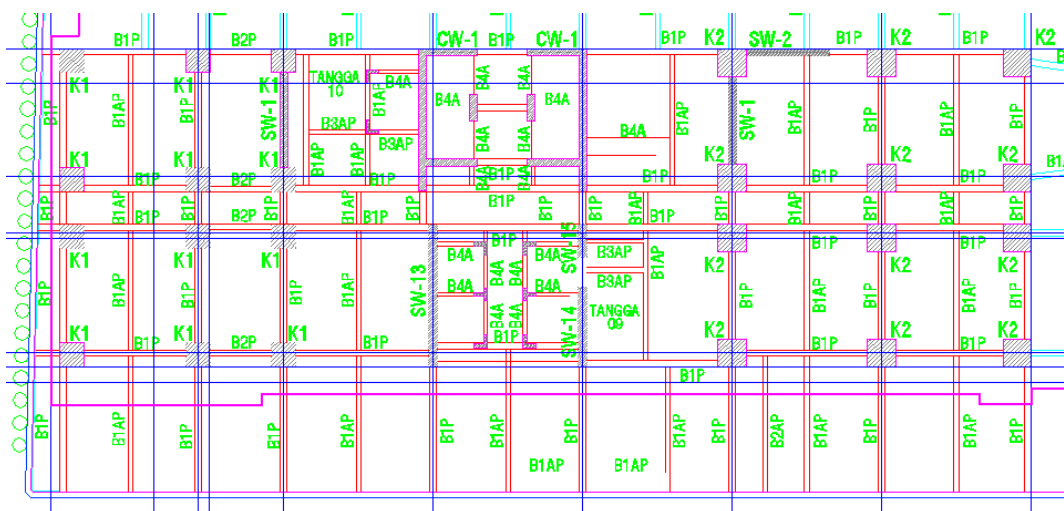 B1P B2P B1P CW-1 B1P CW-1 B1P K2 SW-2 B1P K2 B1P K2
K1 K1 K1 TANGGA B4A B4A B4A
10
B1P B1AP B1P SW-1 B1AP B4A B4A B1AP SW-1 B1AP B1P B1AP B1P
B3AP B4A
B3AP B4A B4A
K1 K1 K1 B1AP B1AP K2 K2 K2
B1P B2P B1P B1P B4A B4A B1P B1P B1P
B1P B1AP B1P B1P B1P B1P B1P B1AP B1P B1AP B1P B1AP B1P
B1P B2P B1P B1P B1P B1P B1P
K1 K1 K1 B4A B1P B4A SW-15 B3AP B1AP K2 K2 K2
B1P B1AP B1P B1P B1AP SW-13 B4A B4A B4A B4A B3AP B1P B1AP B1P B1AP B1P
K1 K1 K1 B4A B4A SW-14 TANGGA K2 K2 K2
09
B1P B2P B1P B1P B1P B1P
B1P
B1P B1AP B1P B1P B1AP B1P B1AP B1P B1AP B1P B2AP B1AP B1P B1AP B1P
B1AP B1AP